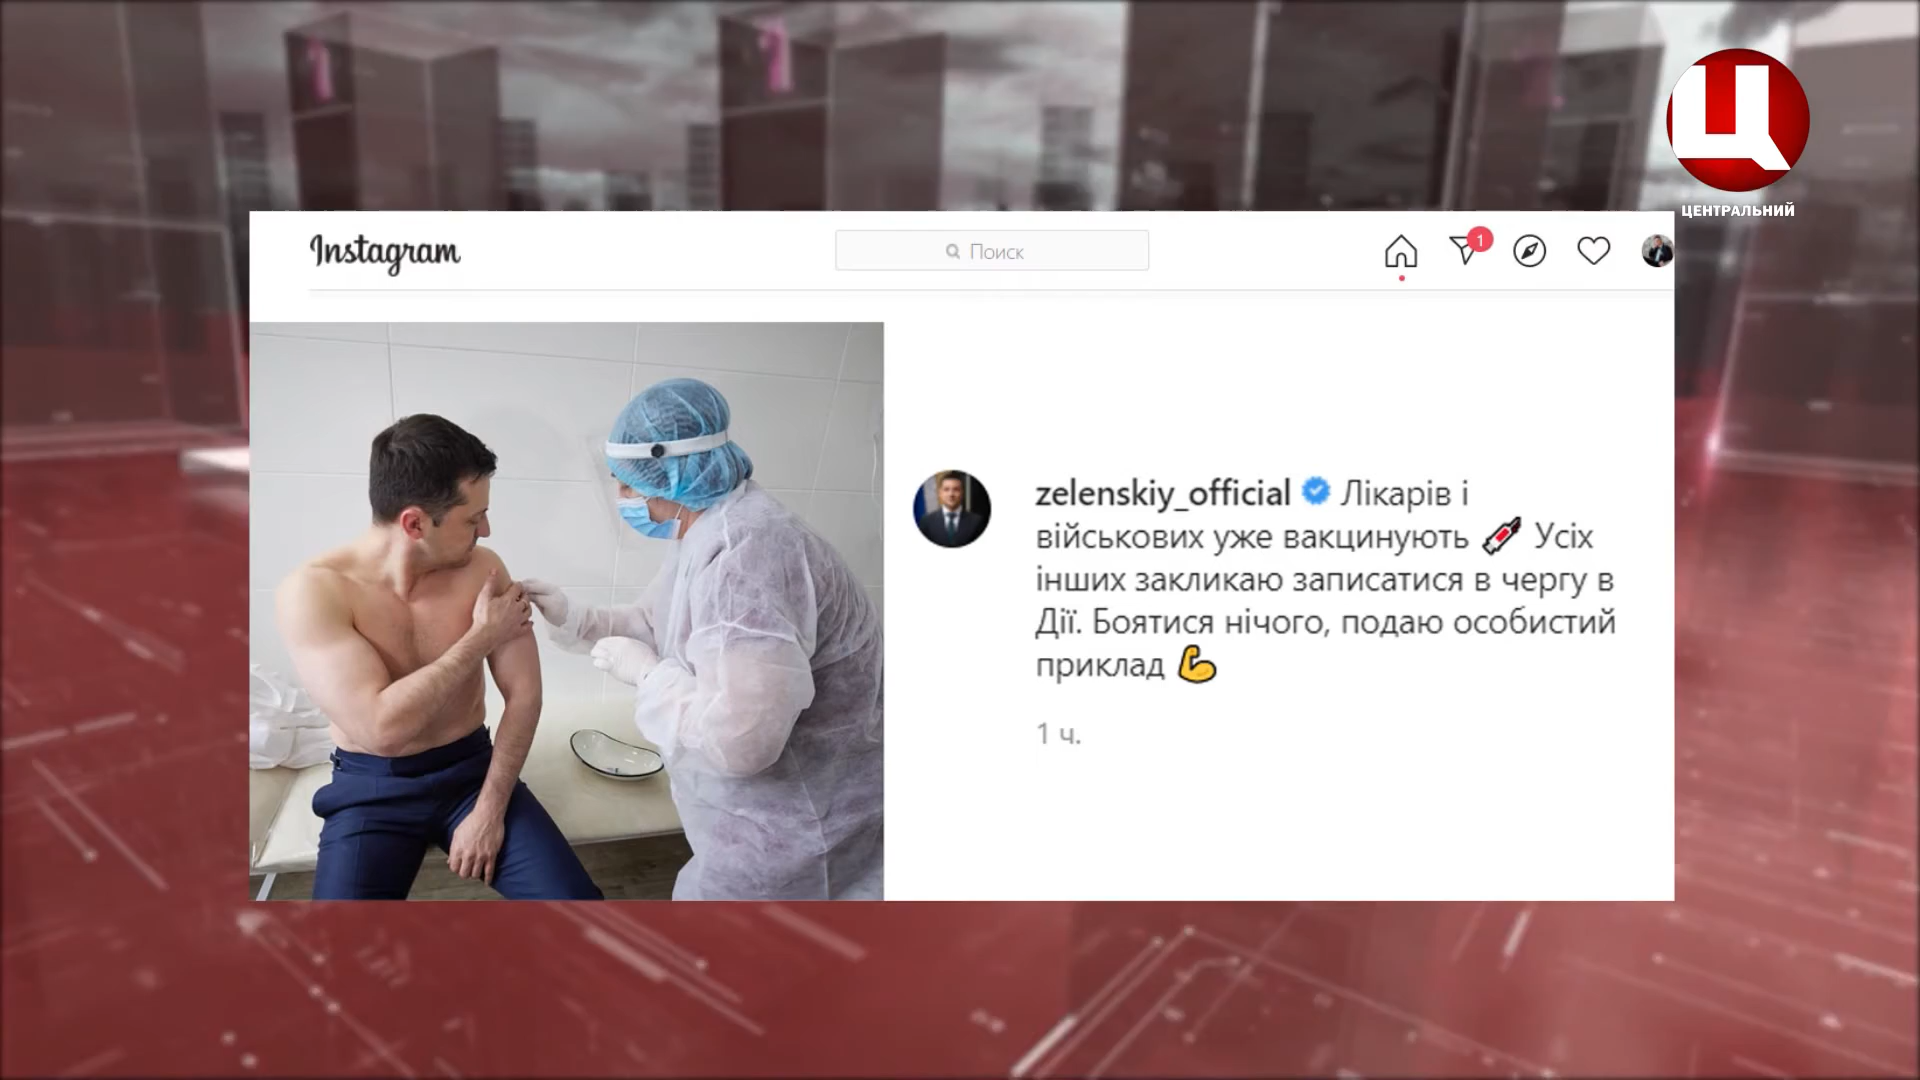 Ц
ЦЕНТРАЛЬНИЙ
Instagram
Поиск
1
zelenskiy_official Лікарів і
військових уже вакцинують 💉 Усіх
інших закликаю записатися в чергу в
Дії. Боятися нічого, подаю особистий
приклад 💪
1 ч.